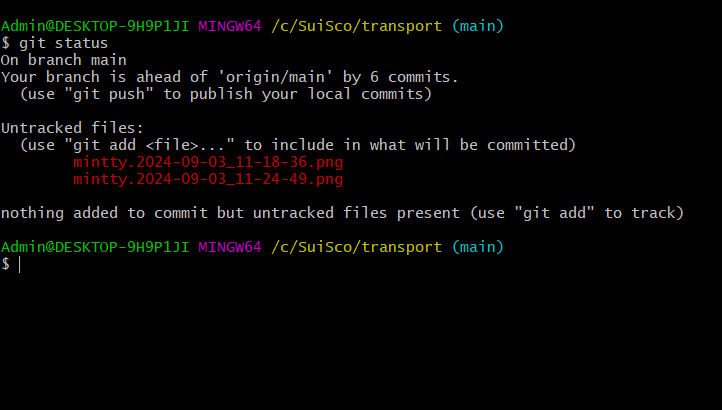 Admin@DESKTOP-9H9P1JI MINGW64 /c/SuiSco/transport (main)
$ git status
On branch main
Your branch is ahead of 'origin/main' by 6 commits.
  (use "git push" to publish your local commits)

Untracked files:
  (use "git add <file>..." to include in what will be committed)
        mintty.2024-09-03_11-18-36.png
        mintty.2024-09-03_11-24-49.png

nothing added to commit but untracked files present (use "git add" to track)

Admin@DESKTOP-9H9P1JI MINGW64 /c/SuiSco/transport (main)
$